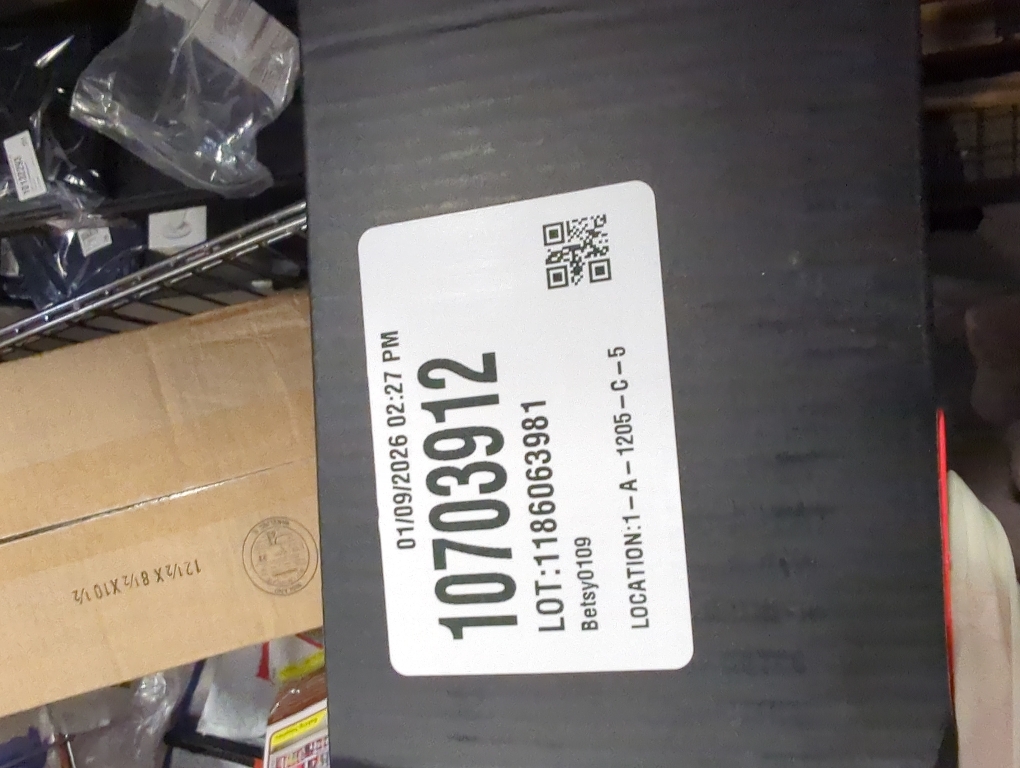 01/09/2026 02:27 PM
10703912
LOT:1186063981
Betsy0109
LOCATION:1-A-1205-C-5
12 1/2 X 8 1/2 X 10 1/2